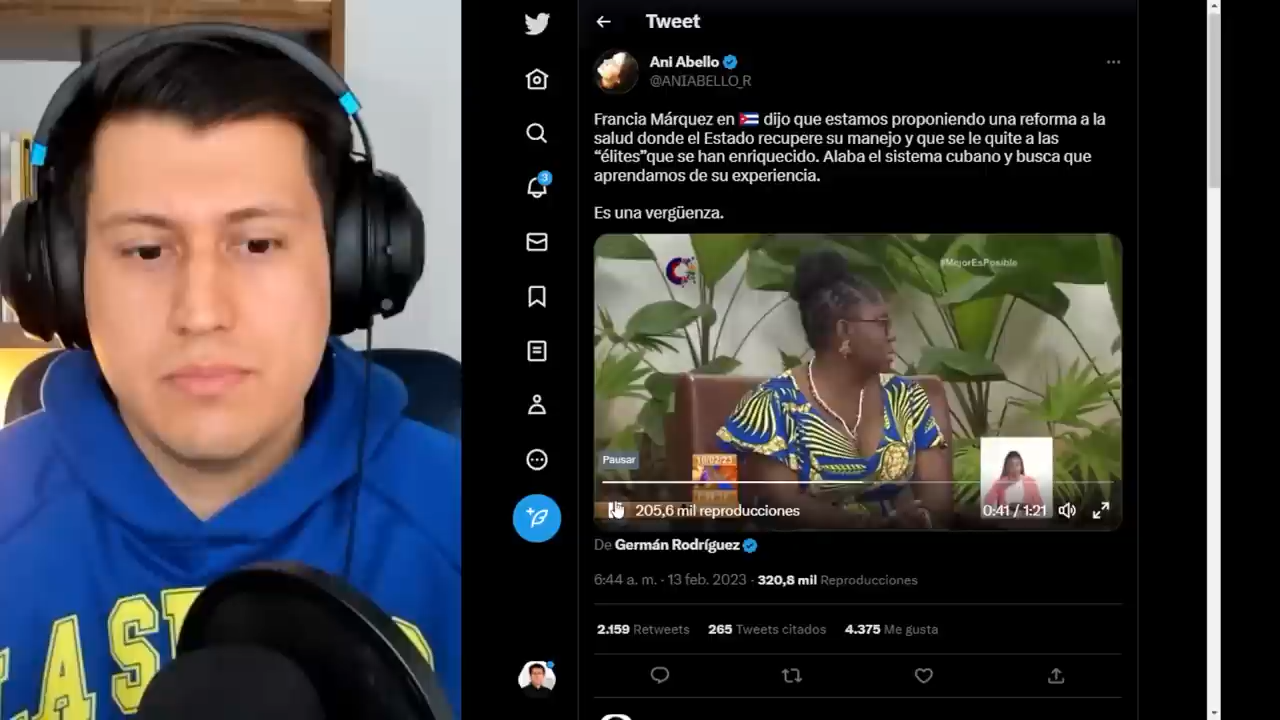 Tweet
Ani Abello
@ANIABELLO_R
Francia Márquez en 🇨🇺 dijo que estamos proponiendo una reforma a la
salud donde el Estado recupere su manejo y que se le quite a las
“élites”que se han enriquecido. Alaba el sistema cubano y busca que
aprendamos de su experiencia.
Es una vergüenza.
#MejorEsPosible
Pausar
10/02/23
205,6 mil reproducciones
0:41 / 1:21
De Germán Rodríguez
6:44 a. m. · 13 feb. 2023 · 320,8 mil Reproducciones
2.159 Retweets 265 Tweets citados 4.375 Me gusta
3